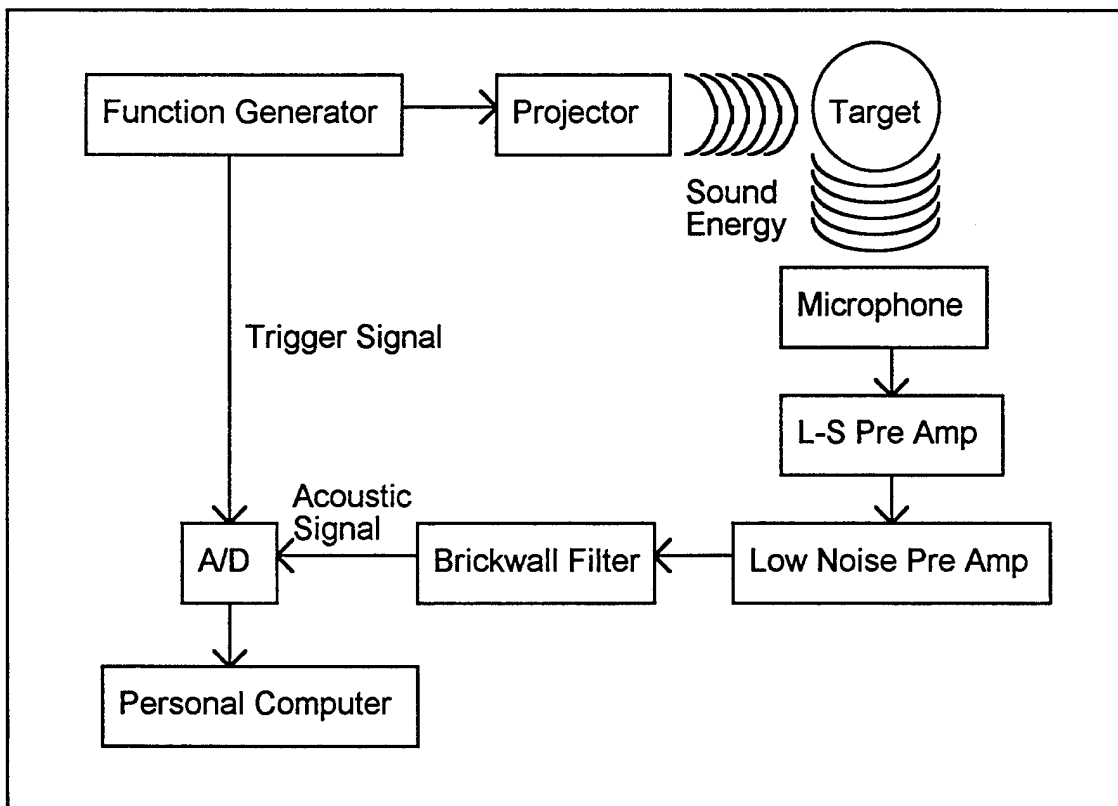 Function Generator
Projector
Target
Sound
Energy
Microphone
Trigger Signal
L-S Pre Amp
Acoustic
Signal
A/D
Brickwall Filter
Low Noise Pre Amp
Personal Computer